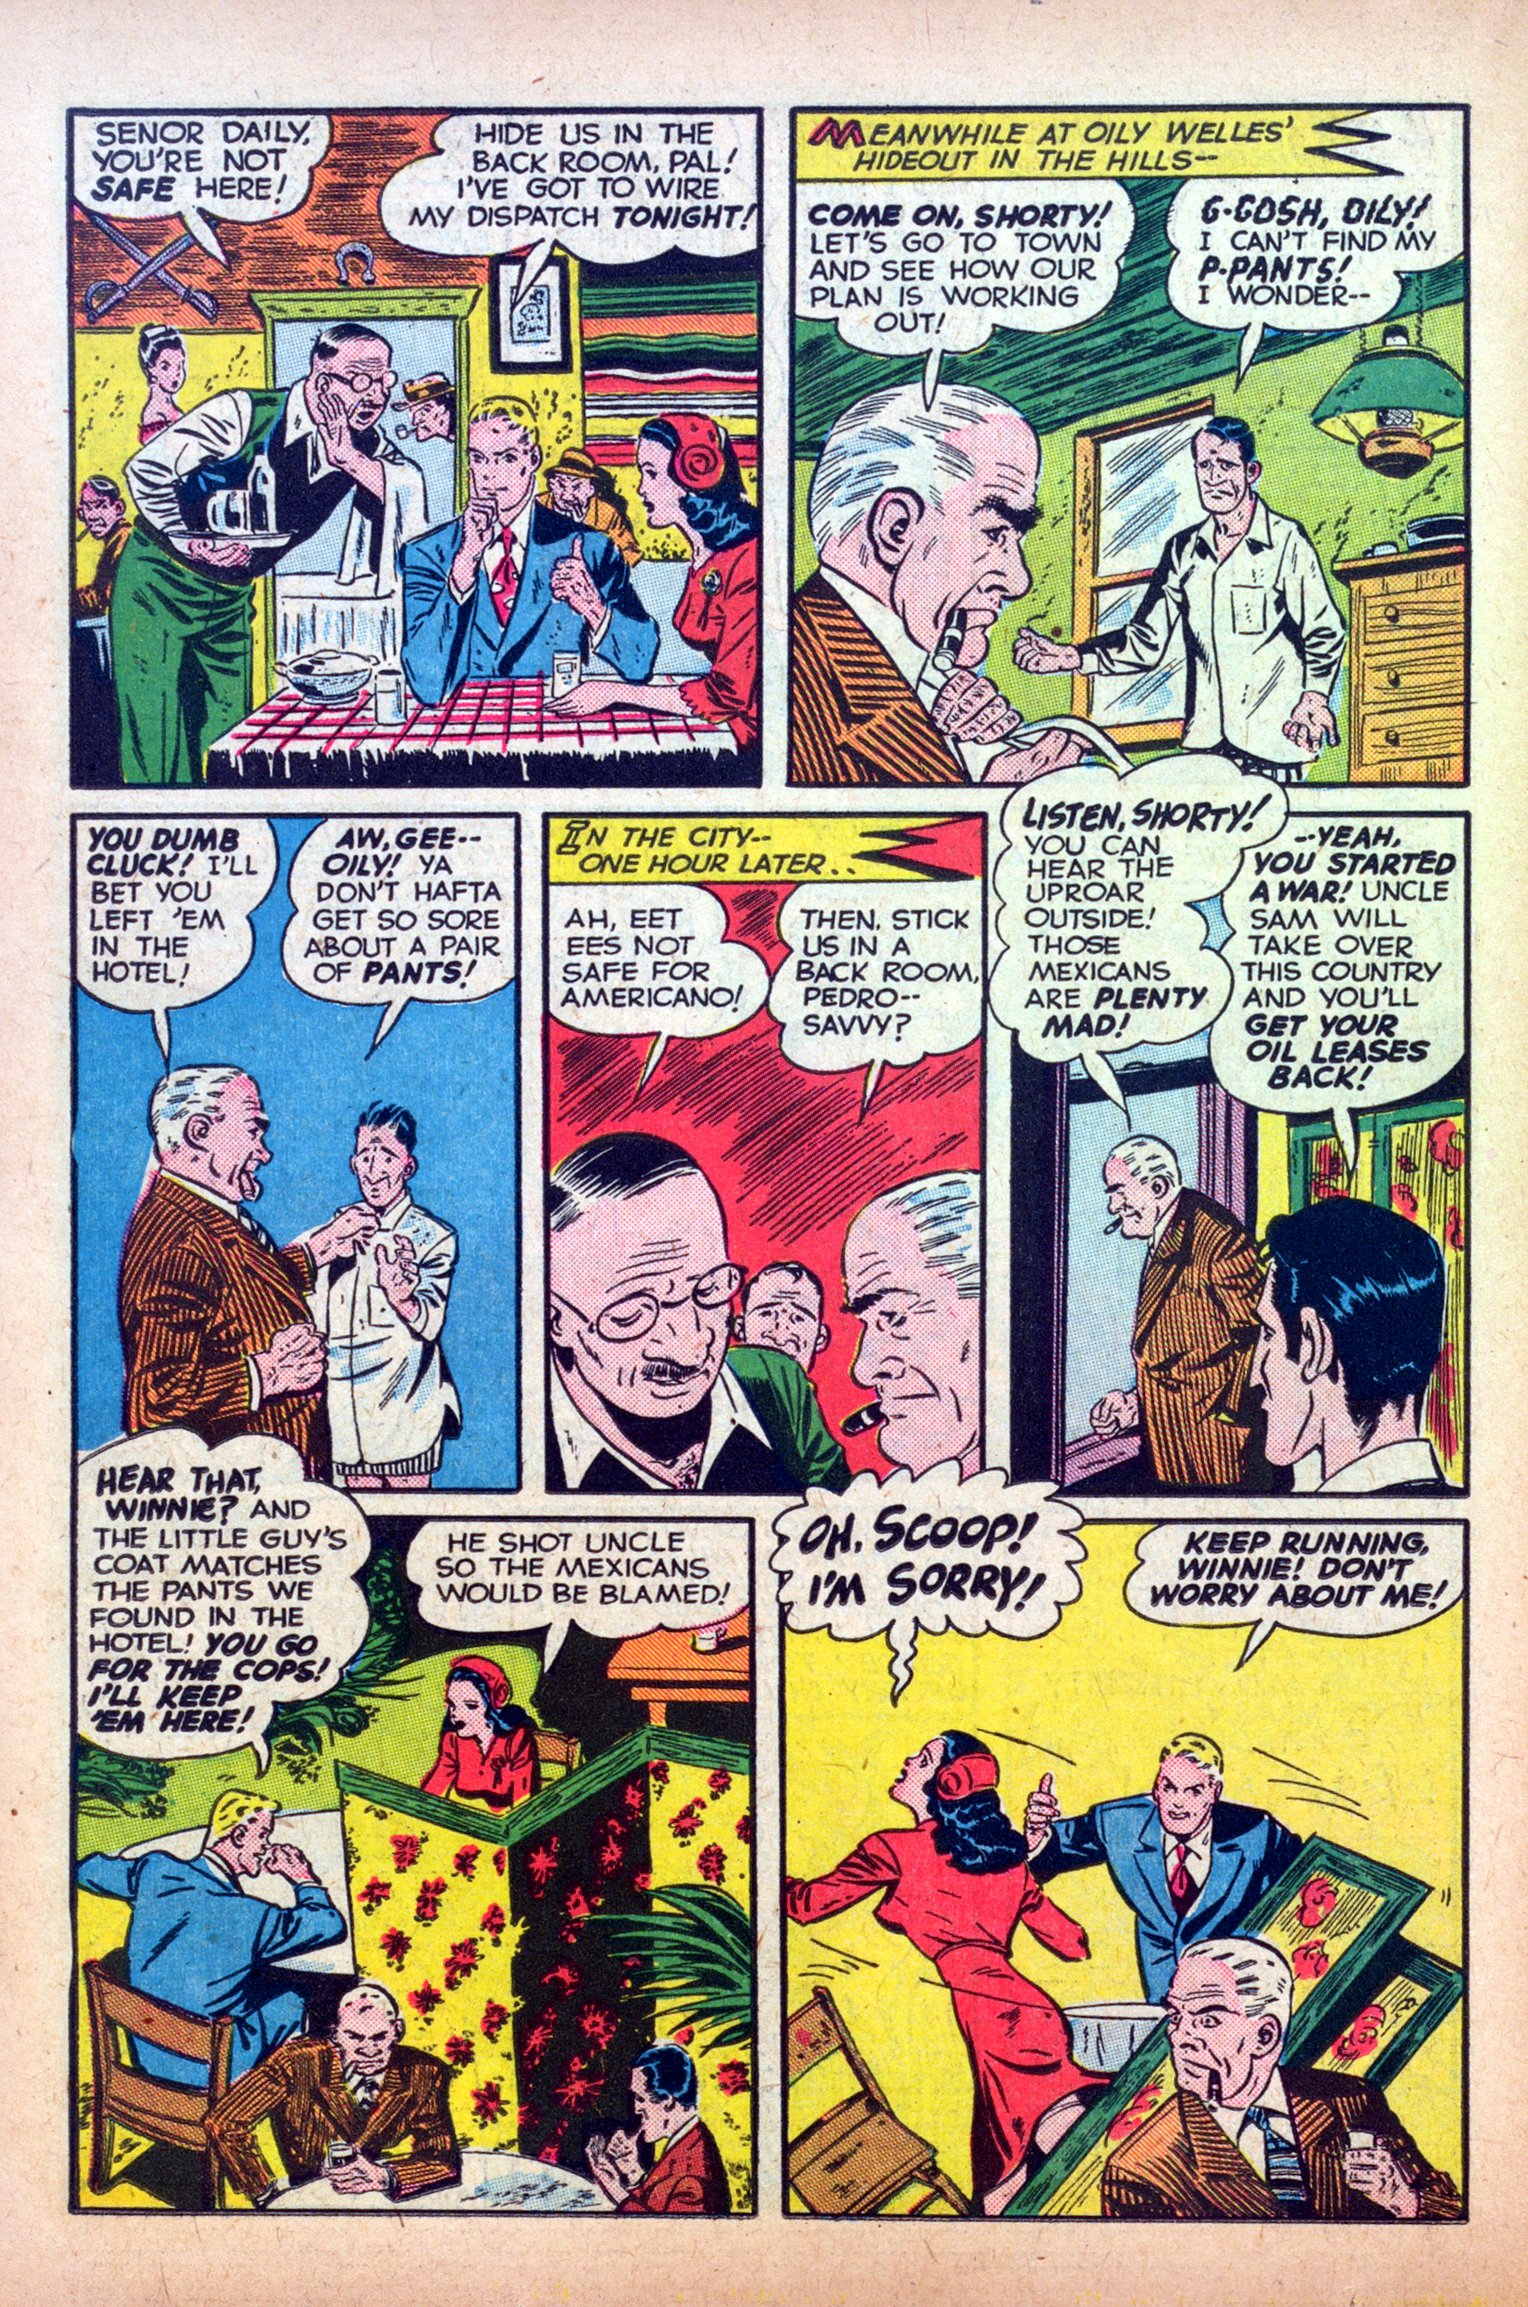 SENOR DAILY,
YOU'RE NOT
SAFE HERE!
HIDE US IN THE
BACK ROOM, PAL!
I'VE GOT TO WIRE
MY DISPATCH TONIGHT!
MEANWHILE AT OILY WELLES'
HIDEOUT IN THE HILLS--
COME ON, SHORTY!
LET'S GO TO TOWN
AND SEE HOW OUR
PLAN IS WORKING
OUT!
G-GOSH, OILY!
I CAN'T FIND MY
P-PANTS!
I WONDER--
YOU DUMB
CLUCK! I'LL
BET YOU
LEFT 'EM
IN THE
HOTEL!
AW, GEE--
OILY! YA
DON'T HAFTA
GET SO SORE
ABOUT A PAIR
OF PANTS!
IN THE CITY--
ONE HOUR LATER..
AH, EET
EES NOT
SAFE FOR
AMERICANO!
THEN, STICK
US IN A
BACK ROOM,
PEDRO--
SAVVY?
LISTEN, SHORTY!
YOU CAN
HEAR THE
UPROAR
OUTSIDE!
THOSE
MEXICANS
ARE PLENTY
MAD!
--YEAH,
YOU STARTED
A WAR! UNCLE
SAM WILL
TAKE OVER
THIS COUNTRY
AND YOU'LL
GET YOUR
OIL LEASES
BACK!
HEAR THAT,
WINNIE? AND
THE LITTLE GUY'S
COAT MATCHES
THE PANTS WE
FOUND IN THE
HOTEL! YOU GO
FOR THE COPS!
I'LL KEEP
'EM HERE!
HE SHOT UNCLE
SO THE MEXICANS
WOULD BE BLAMED!
OH, SCOOP!
I'M SORRY!
KEEP RUNNING,
WINNIE! DON'T
WORRY ABOUT ME!